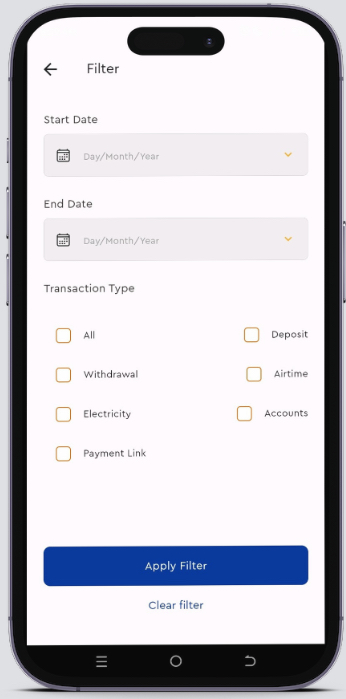 Filter
Start Date
Day/Month/Year
End Date
Day/Month/Year
Transaction Type
All
Deposit
Withdrawal
Airtime
Electricity
Accounts
Payment Link
Apply Filter
Clear filter